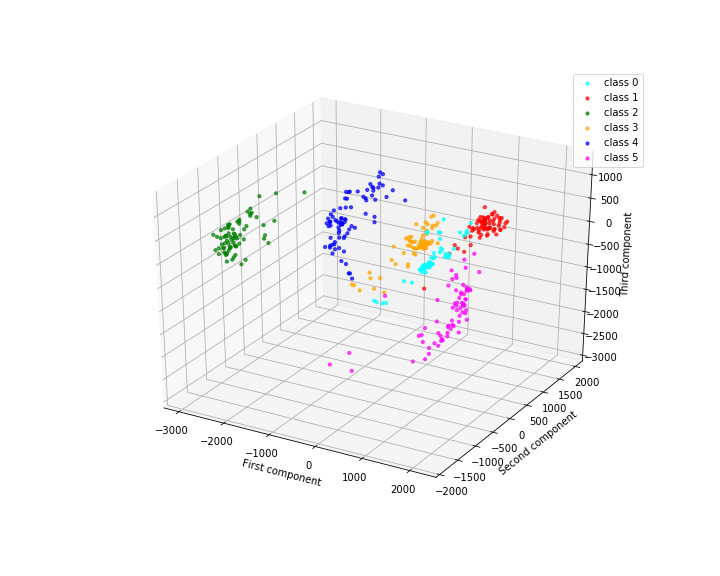 class 0
class 1
class 2
class 3
class 4
class 5
1000
500
0
−500
−1000
−1500
−2000
−2500
−3000
Third component
2000
1500
1000
500
0
−500
−1000
−1500
−2000
Second component
−3000
−2000
−1000
0
1000
2000
First component